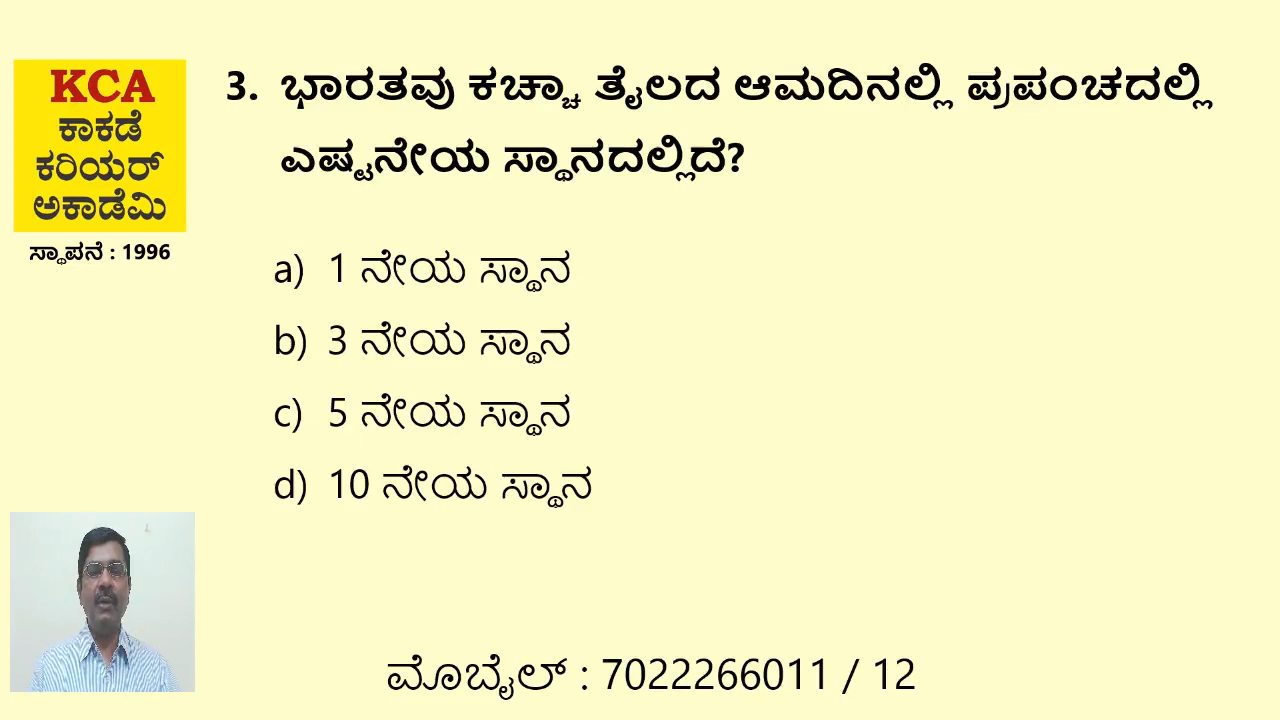 KCA
ಕಾಕಡೆ
ಕರಿಯರ್
ಅಕಾಡೆಮಿ
ಸ್ಥಾಪನೆ : 1996
3. ಭಾರತವು ಕಚ್ಚಾ ತೈಲದ ಆಮದಿನಲ್ಲಿ ಪ್ರಪಂಚದಲ್ಲಿ
ಎಷ್ಟನೇಯ ಸ್ಥಾನದಲ್ಲಿದೆ?
a) 1 ನೇಯ ಸ್ಥಾನ
b) 3 ನೇಯ ಸ್ಥಾನ
c) 5 ನೇಯ ಸ್ಥಾನ
d) 10 ನೇಯ ಸ್ಥಾನ
ಮೊಬೈಲ್ : 7022266011 / 12